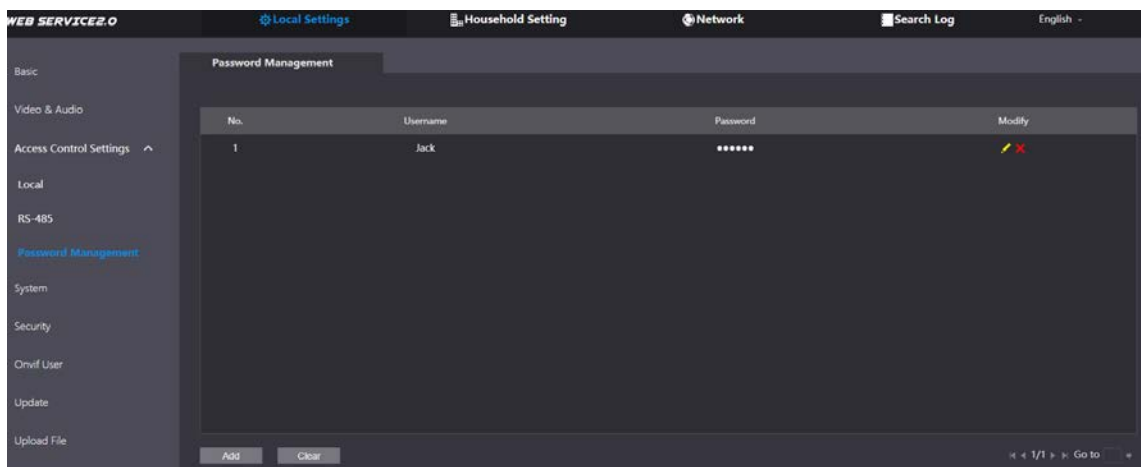 WEB SERVICE2.0 Local Settings Household Setting Network Search Log English
Basic
Video & Audio
Access Control Settings
Local
RS-485
Password Management
System
Security
Onvif User
Update
Upload File
Password Management
No. Username Password Modify
1 Jack ●●●●●●
Add Clear 1/1 Go to